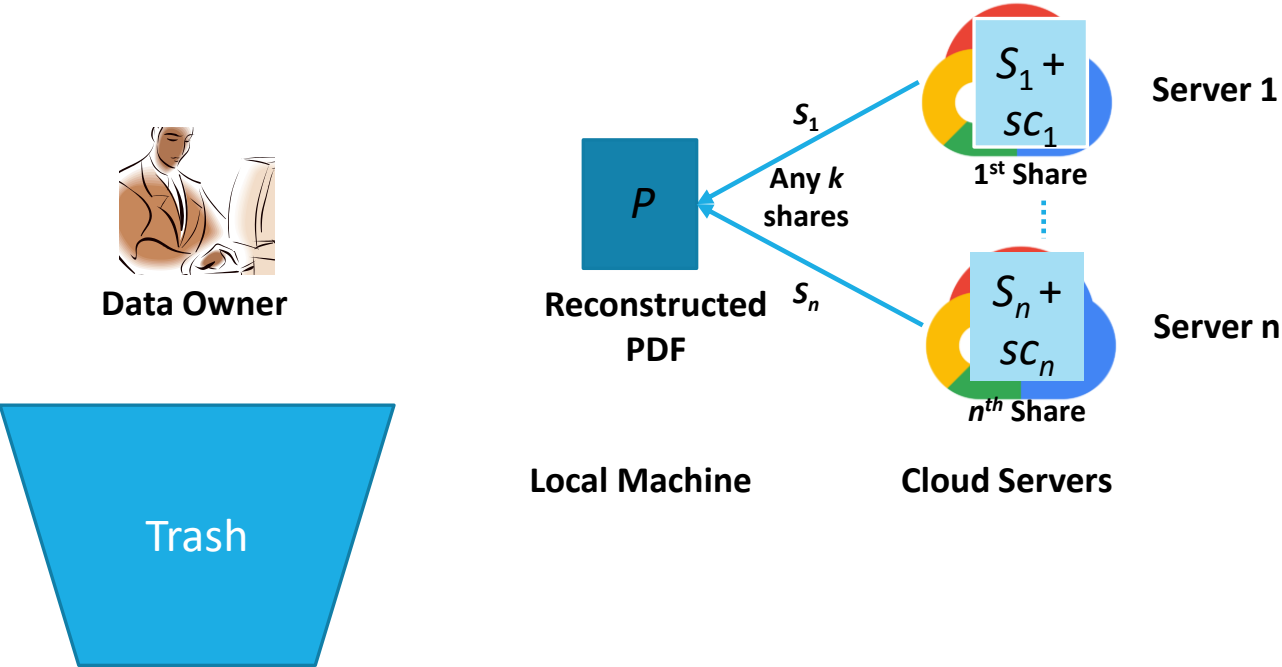 Data Owner
Trash
P
Reconstructed
PDF
Local Machine
S₁
Any k
shares
Sₙ
S₁ +
sc₁
1ˢᵗ Share
Server 1
Sₙ +
scₙ
nᵗʰ Share
Server n
Cloud Servers